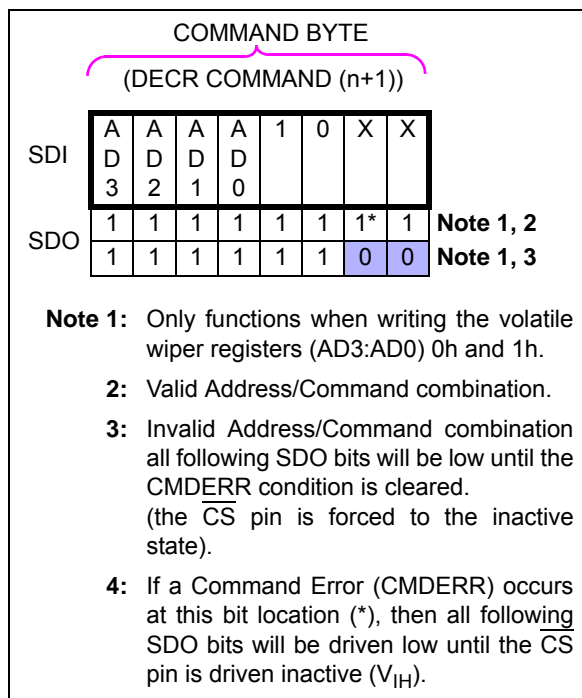 COMMAND BYTE
(DECR COMMAND (n+1))
SDI A D 3 A D 2 A D 1 A D 0 1 0 X X
SDO 1 1 1 1 1 1 1* 1 Note 1, 2
1 1 1 1 1 1 0 0 Note 1, 3
Note 1: Only functions when writing the volatile
wiper registers (AD3:AD0) 0h and 1h.
2: Valid Address/Command combination.
3: Invalid Address/Command combination
all following SDO bits will be low until the
CMDERR condition is cleared.
(the CS pin is forced to the inactive
state).
4: If a Command Error (CMDERR) occurs
at this bit location (*), then all following
SDO bits will be driven low until the CS
pin is driven inactive (VIH).